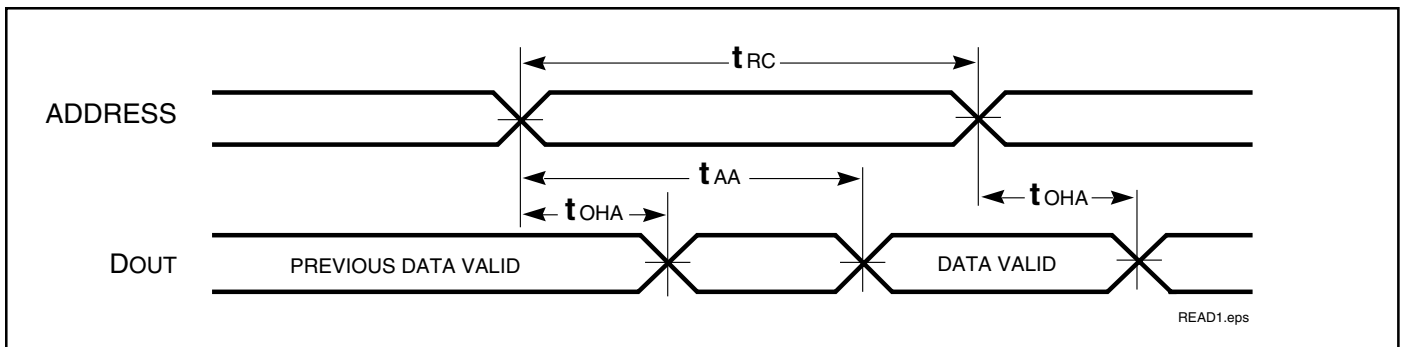 tRC
ADDRESS
tAA
tOHA
tOHA
DOUT
PREVIOUS DATA VALID
DATA VALID
READ1.eps